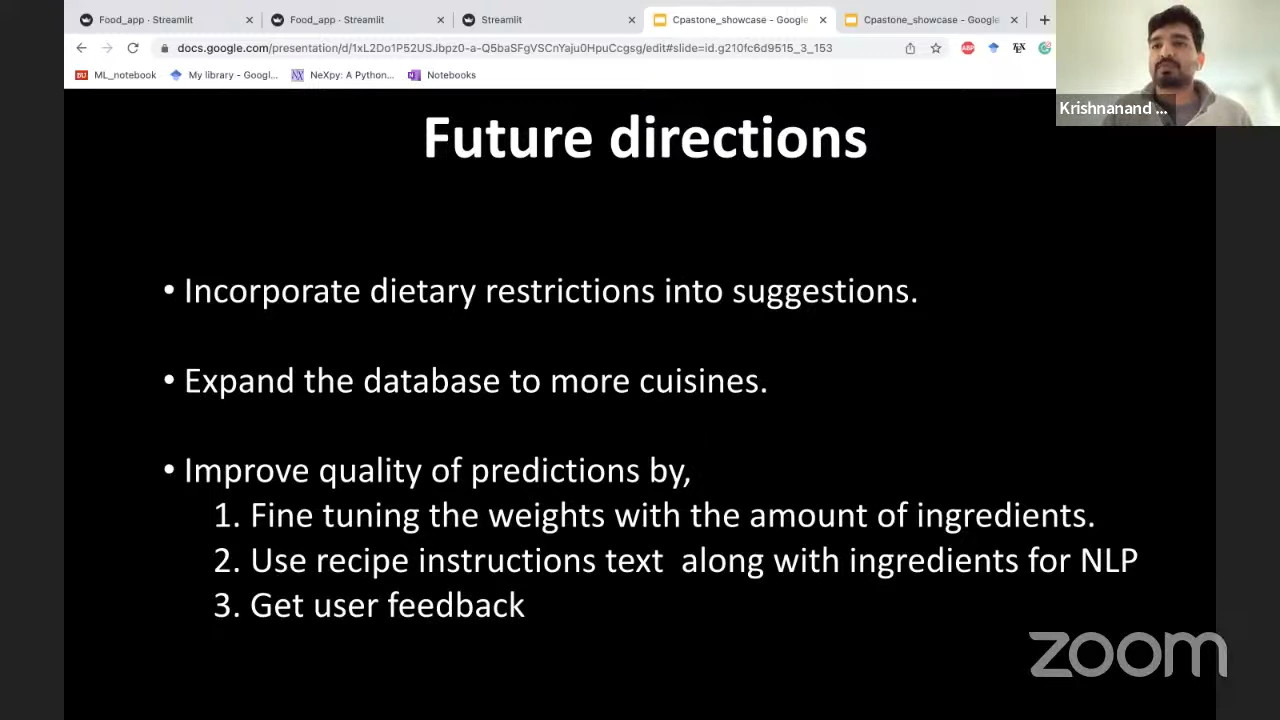 Food_app · Streamlit
Food_app · Streamlit
Streamlit
Cpastone_showcase - Google
Cpastone_showcase - Google
docs.google.com/presentation/d/1xL2Do1P52USJbpz0-a-Q5baSFgVSCnYaju0HpuCcgsg/edit#slide=id.g210fc6d9515_3_153
ABP
BU ML_notebook
My library - Googl...
NeXpy: A Python...
Notebooks
Krishnanand ...
Future directions
• Incorporate dietary restrictions into suggestions.
• Expand the database to more cuisines.
• Improve quality of predictions by,
1. Fine tuning the weights with the amount of ingredients.
2. Use recipe instructions text  along with ingredients for NLP
3. Get user feedback
zoom